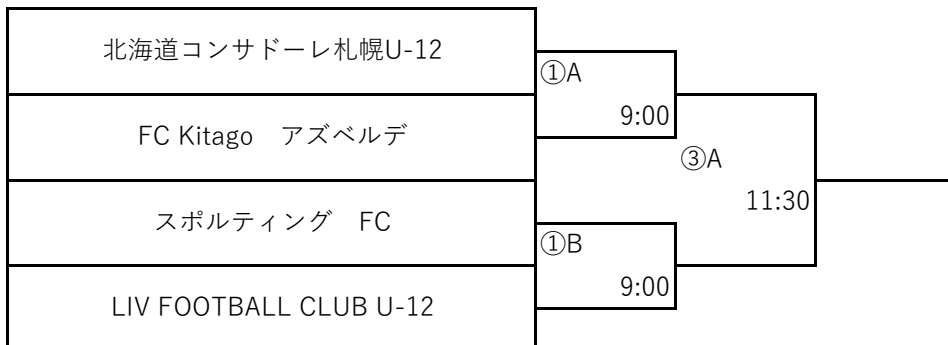 北海道コンサドーレ札幌U-12
①A
9:00
FC Kitago　アズベルデ
③A
11:30
スポルティング　FC
①B
9:00
LIV FOOTBALL CLUB U-12